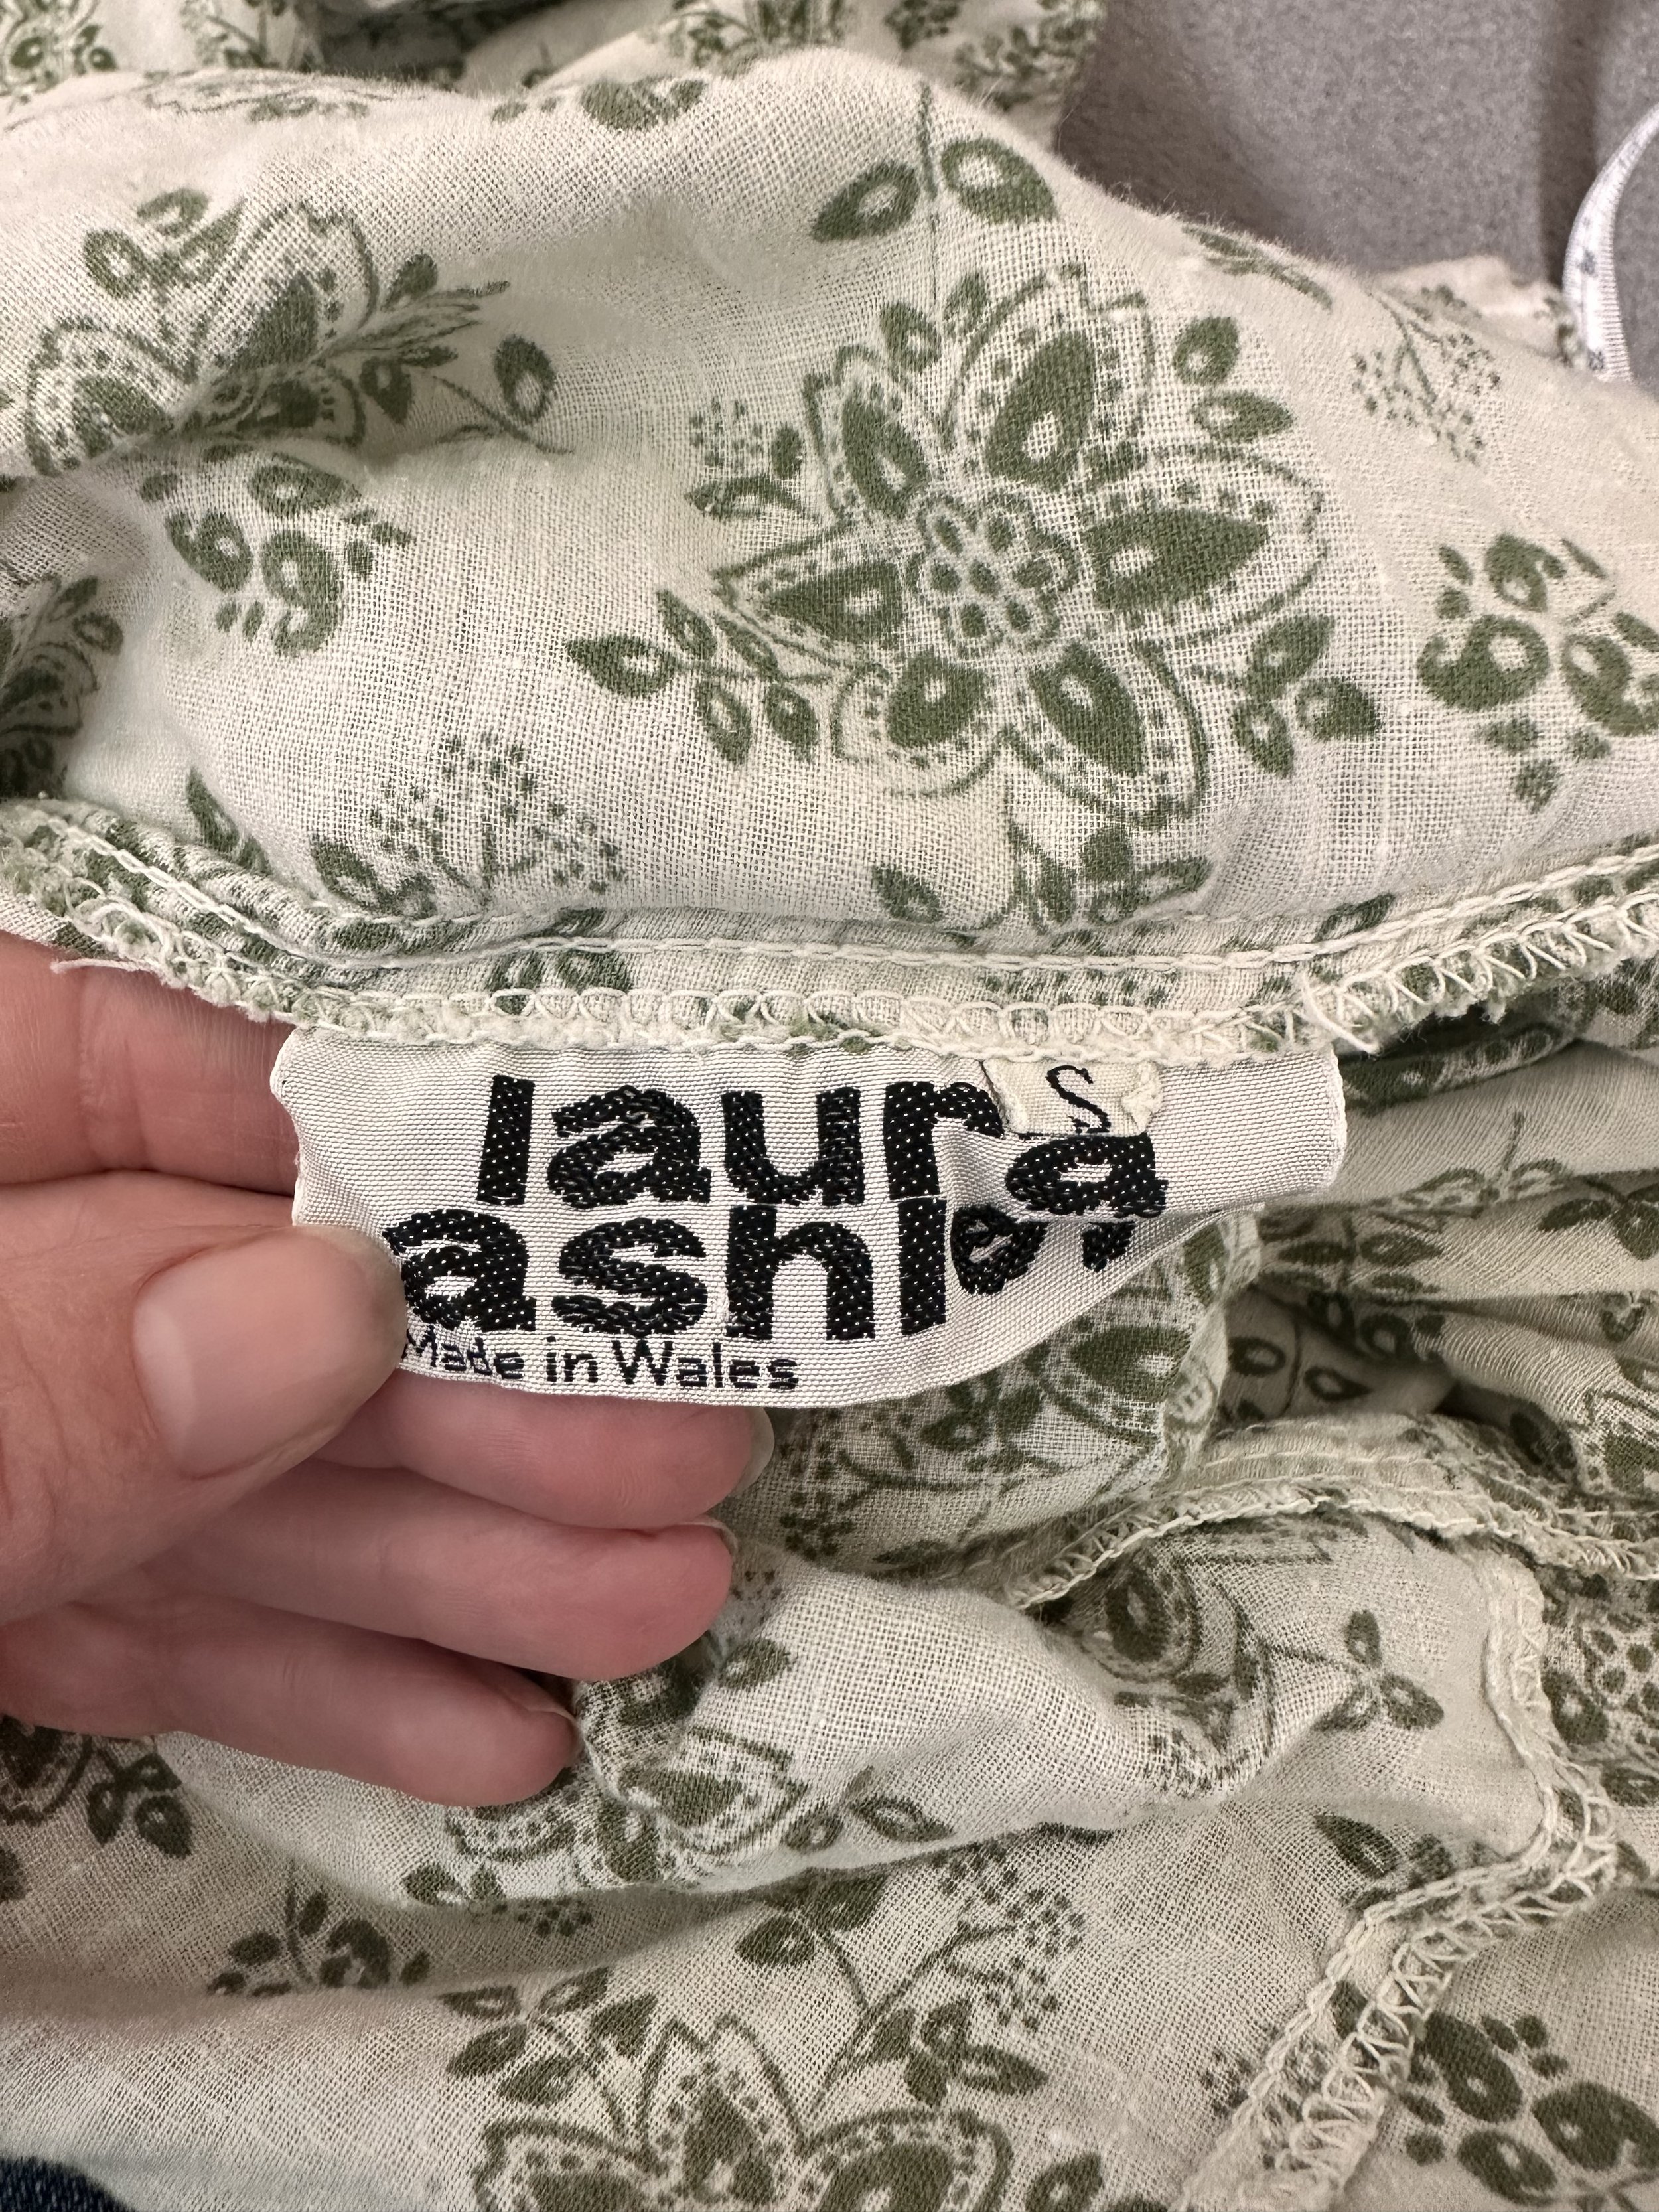 S
laura
ashley
Made in Wales